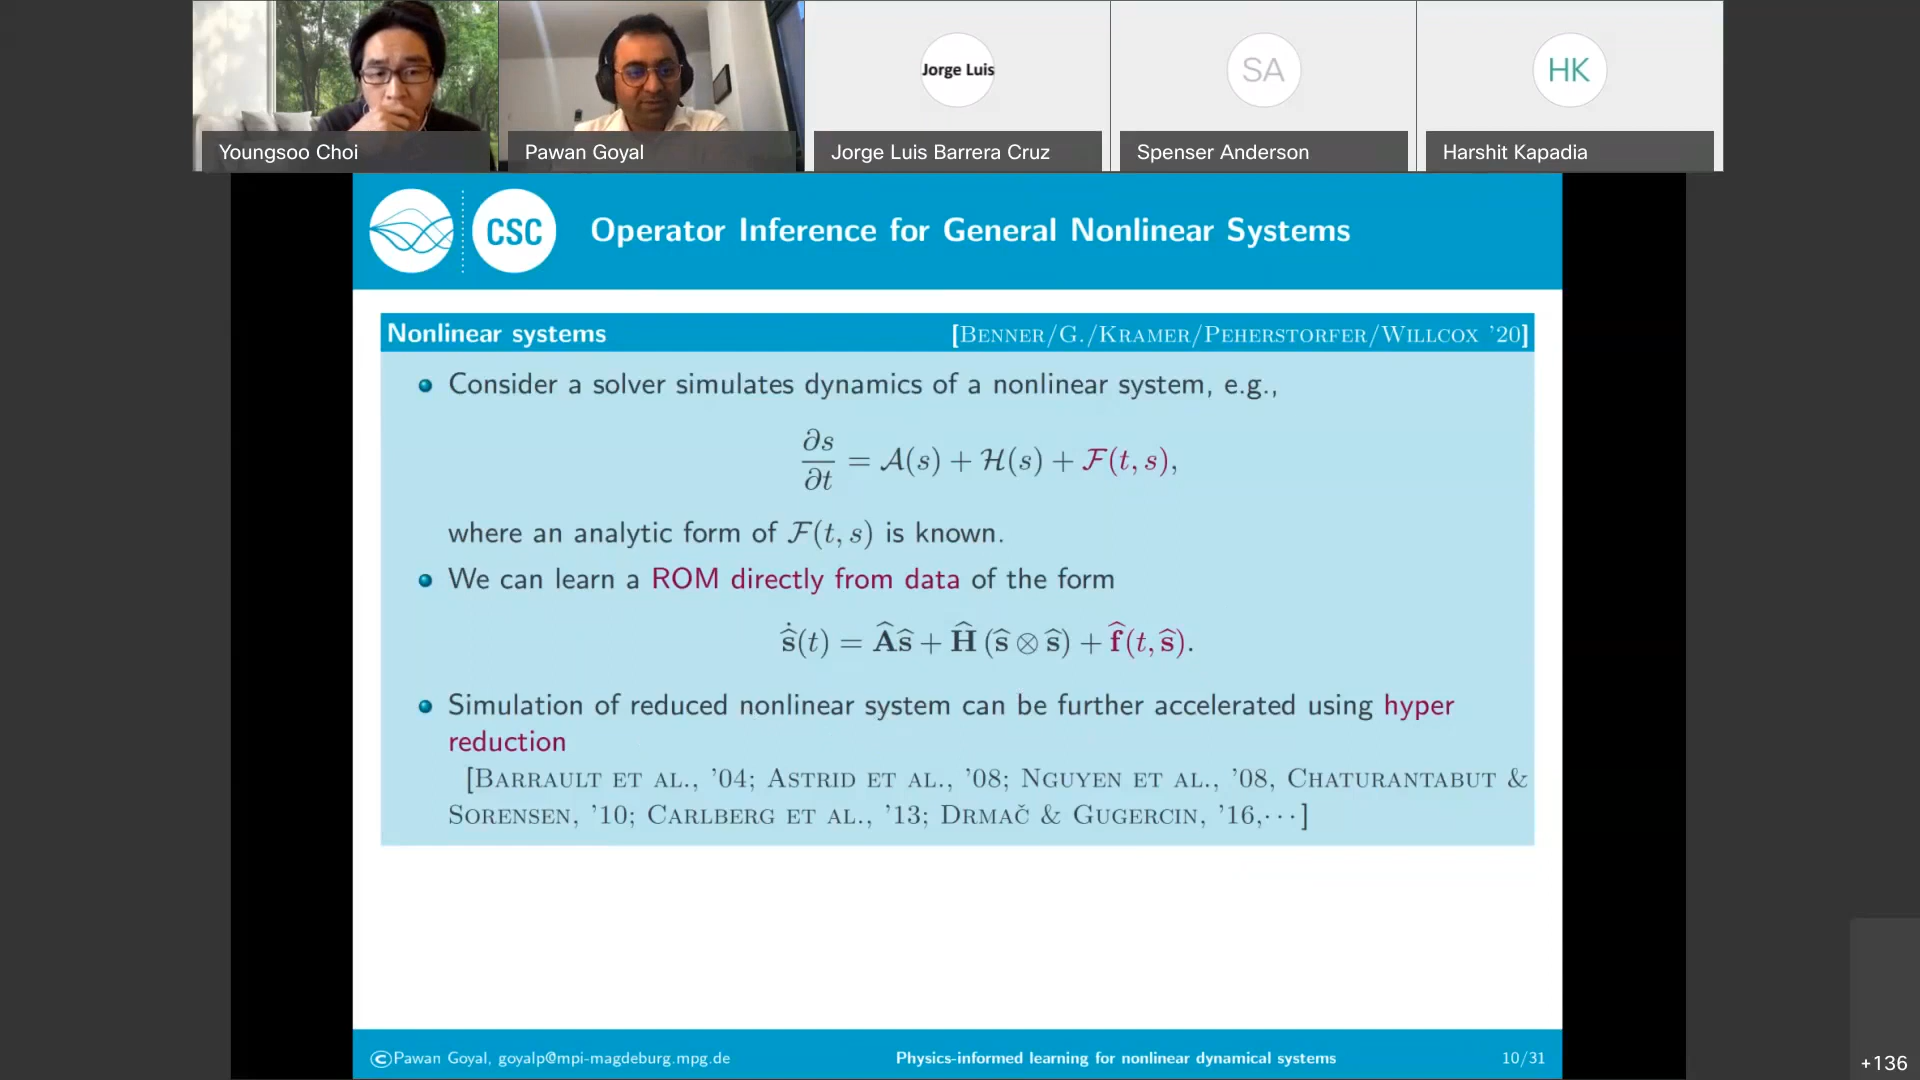 Youngsoo Choi
Pawan Goyal
Jorge Luis
Jorge Luis Barrera Cruz
SA
Spenser Anderson
HK
Harshit Kapadia
CSC
Operator Inference for General Nonlinear Systems
Nonlinear systems [Benner/G./Kramer/Peherstorfer/Willcox '20]
Consider a solver simulates dynamics of a nonlinear system, e.g.,
∂s/∂t = 𝒜(s) + ℋ(s) + ℱ(t, s),
where an analytic form of ℱ(t, s) is known.
We can learn a ROM directly from data of the form
ŝ̇(t) = Âŝ + Ĥ (ŝ ⊗ ŝ) + f̂(t, ŝ).
Simulation of reduced nonlinear system can be further accelerated using hyper
reduction
[Barrault et al., '04; Astrid et al., '08; Nguyen et al., '08, Chaturantabut &
Sorensen, '10; Carlberg et al., '13; Drmač & Gugercin, '16,···]
©Pawan Goyal, goyalp@mpi-magdeburg.mpg.de Physics-informed learning for nonlinear dynamical systems 10/31
+136